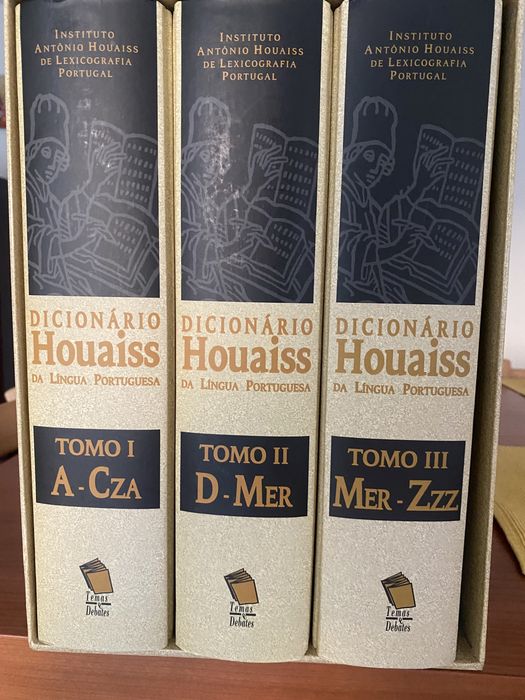 INSTITUTO
ANTÔNIO HOUAISS
DE LEXICOGRAFIA
PORTUGAL
DICIONÁRIO
Houaiss
DA LÍNGUA PORTUGUESA
TOMO I
A - CZA
Temas
&
Debates
INSTITUTO
ANTÔNIO HOUAISS
DE LEXICOGRAFIA
PORTUGAL
DICIONÁRIO
Houaiss
DA LÍNGUA PORTUGUESA
TOMO II
D - MER
Temas
&
Debates
INSTITUTO
ANTÔNIO HOUAISS
DE LEXICOGRAFIA
PORTUGAL
DICIONÁRIO
Houaiss
DA LÍNGUA PORTUGUESA
TOMO III
MER - ZZZ
Temas
&
Debates